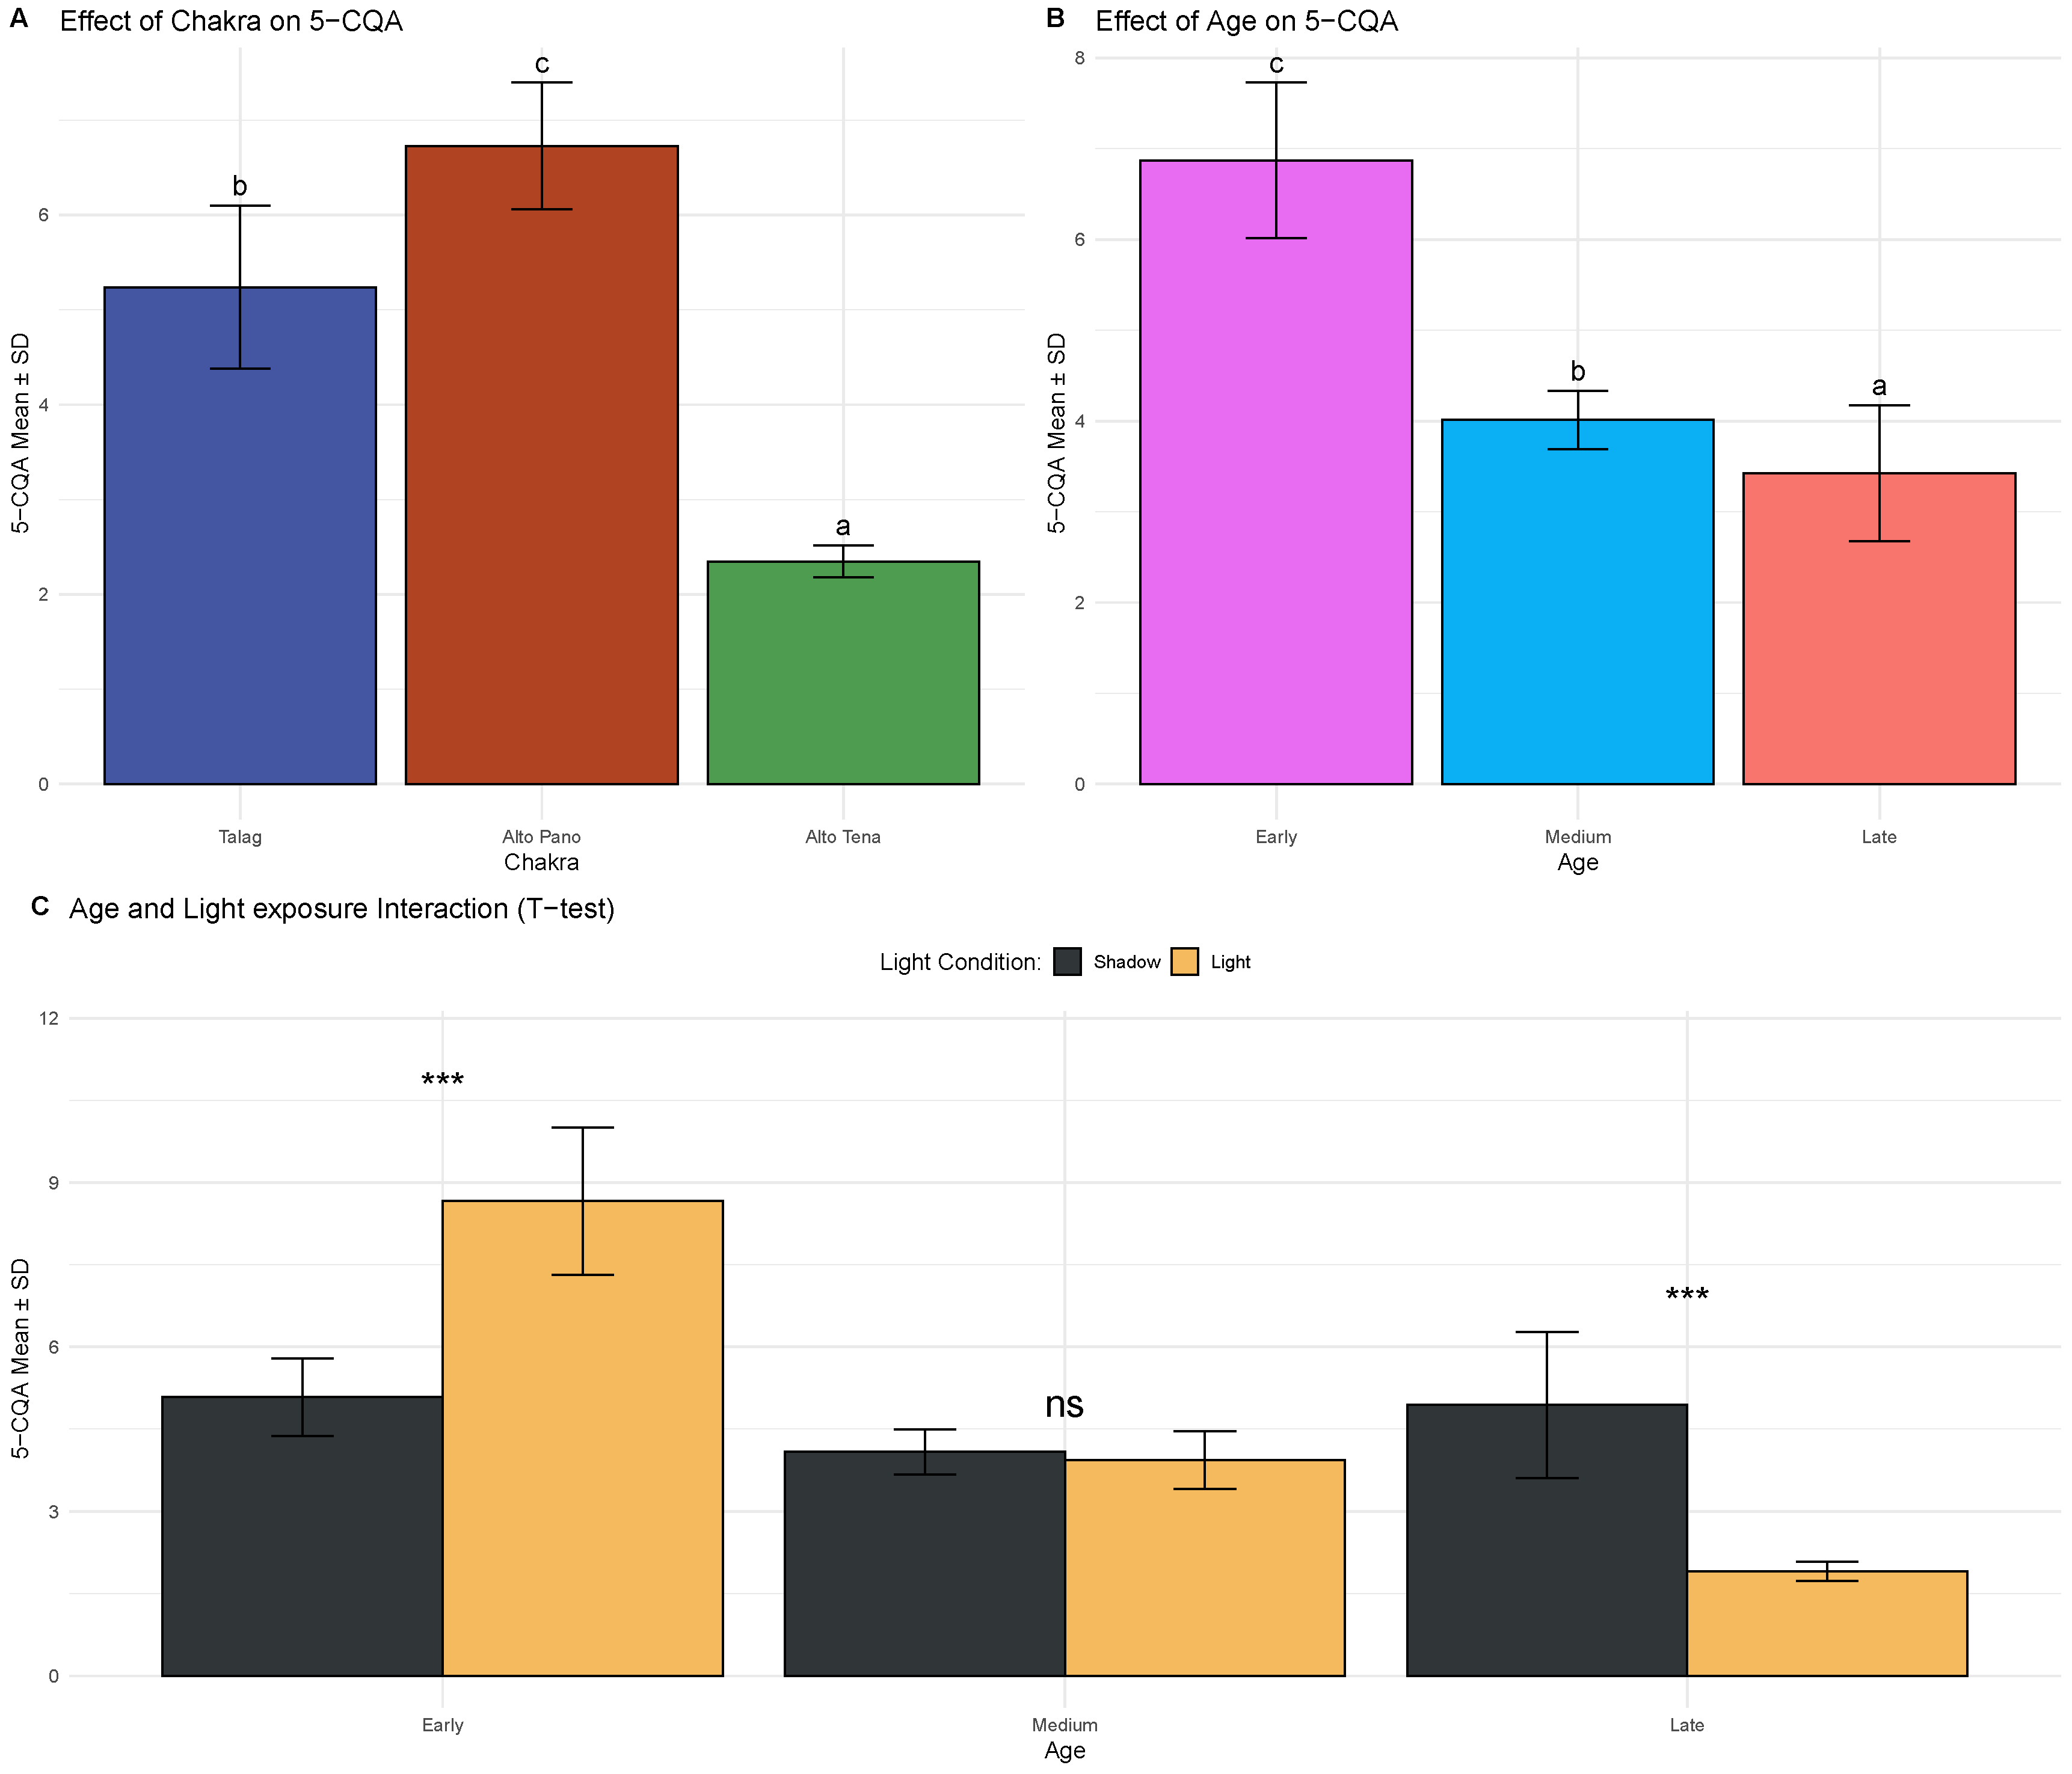 A Effect of Chakra on 5−CQA
5−CQA Mean ± SD
6
4
2
0
b
c
a
Talag Alto Pano Alto Tena
Chakra
B Effect of Age on 5−CQA
5−CQA Mean ± SD
8
6
4
2
0
c
b
a
Early Medium Late
Age
C Age and Light exposure Interaction (T−test)
Light Condition: Shadow Light
5−CQA Mean ± SD
12
9
6
3
0
***
ns
***
Early Medium Late
Age